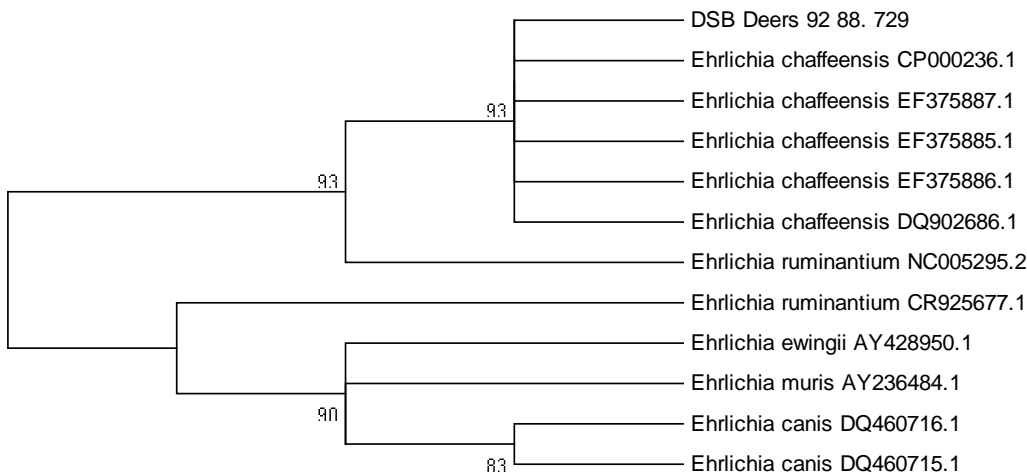 DSB Deers 92 88. 729
Ehrlichia chaffeensis CP000236.1
Ehrlichia chaffeensis EF375887.1
93
Ehrlichia chaffeensis EF375885.1
Ehrlichia chaffeensis EF375886.1
93
Ehrlichia chaffeensis DQ902686.1
Ehrlichia ruminantium NC005295.2
Ehrlichia ruminantium CR925677.1
Ehrlichia ewingii AY428950.1
Ehrlichia muris AY236484.1
90
Ehrlichia canis DQ460716.1
83
Ehrlichia canis DQ460715.1